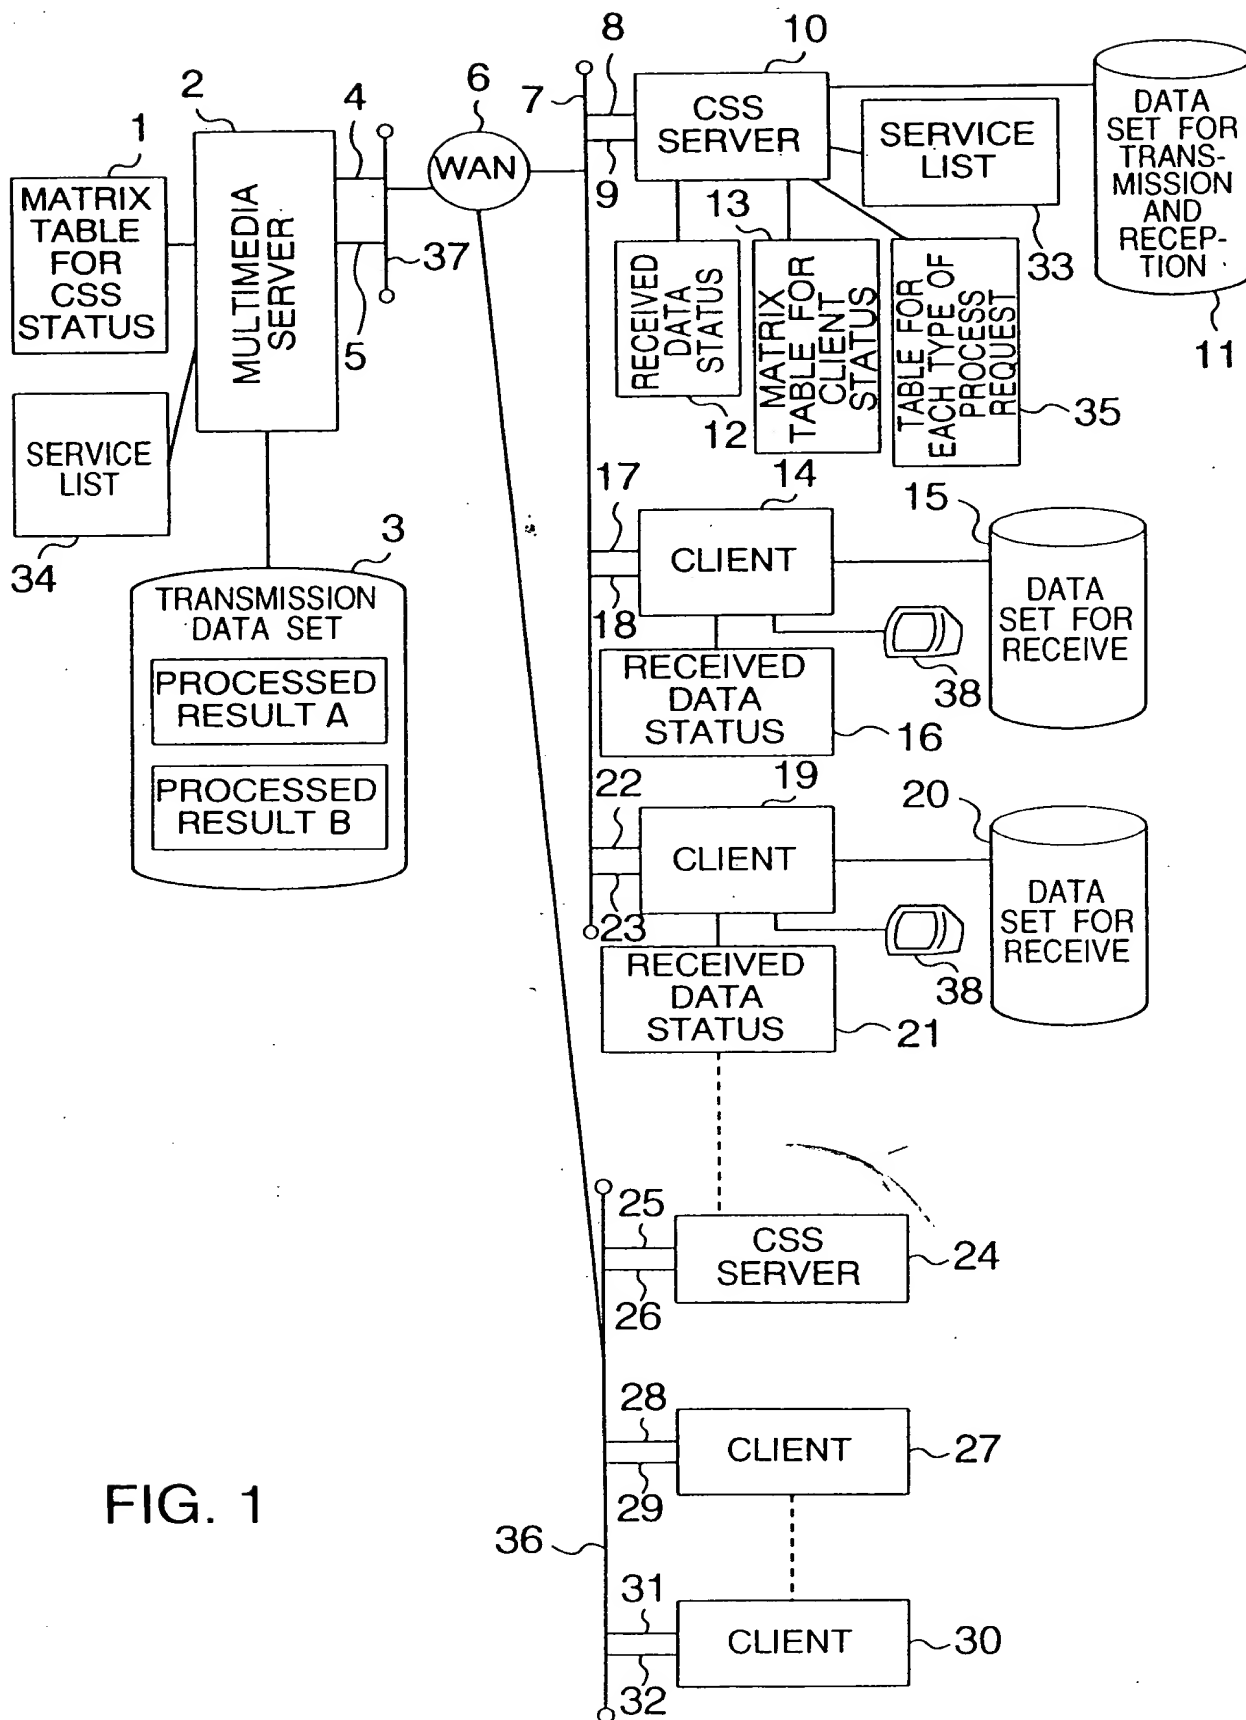 1
MATRIX
TABLE
FOR
CSS
STATUS
2
MULTIMEDIA
SERVER
4
5
37
6
WAN
SERVICE
LIST
34
3
TRANSMISSION
DATA SET
PROCESSED
RESULT A
PROCESSED
RESULT B
7
8
9
10
CSS
SERVER
SERVICE
LIST
33
DATA
SET FOR
TRANS-
MISSION
AND
RECEP-
TION
11
RECEIVED
DATA
STATUS
12
13
MATRIX
TABLE FOR
CLIENT
STATUS
TABLE FOR
EACH TYPE OF
PROCESS
REQUEST
35
17
18
14
CLIENT
15
DATA
SET FOR
RECEIVE
38
RECEIVED
DATA
STATUS
16
22
23
19
CLIENT
20
DATA
SET FOR
RECEIVE
38
RECEIVED
DATA
STATUS
21
25
26
CSS
SERVER
24
28
29
CLIENT
27
36
31
32
CLIENT
30
FIG. 1